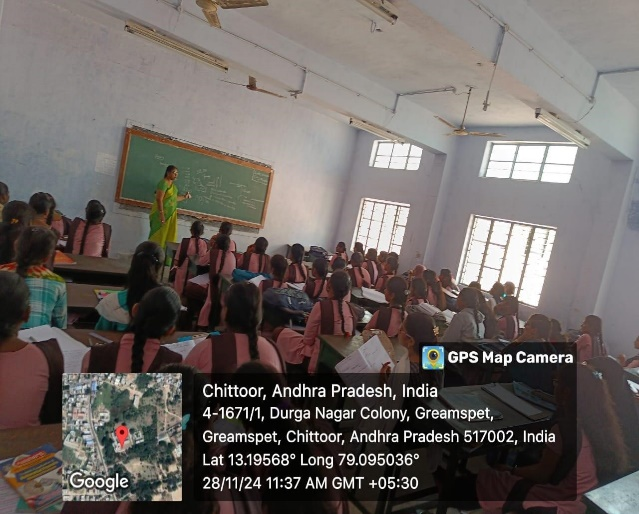 GPS Map Camera
Chittoor, Andhra Pradesh, India
4-1671/1, Durga Nagar Colony, Greamspet,
Greamspet, Chittoor, Andhra Pradesh 517002, India
Lat 13.19568° Long 79.095036°
28/11/24 11:37 AM GMT +05:30
Google